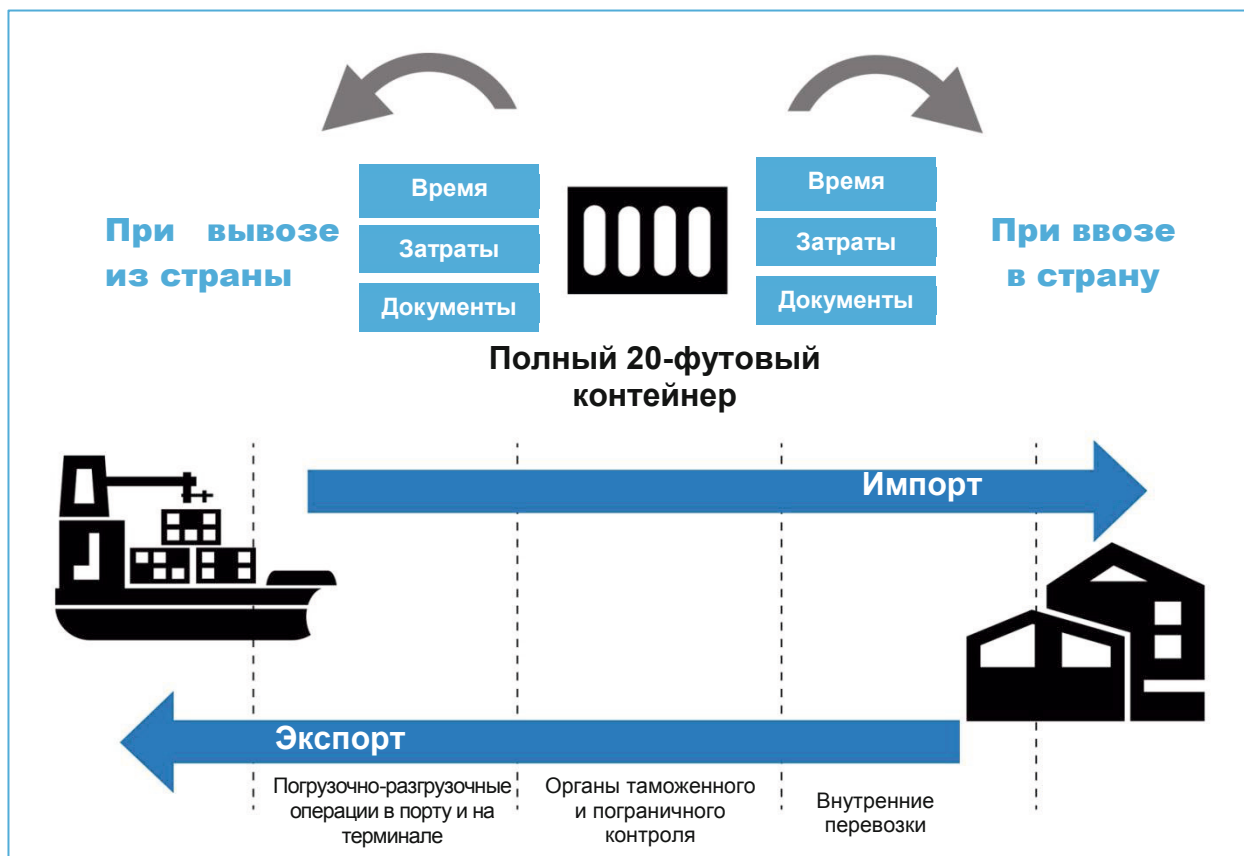 Время
Затраты
Документы
Время
Затраты
Документы
При вывозе
из страны
При ввозе
в страну
Полный 20-футовый
контейнер
Импорт
Экспорт
Погрузочно-разгрузочные
операции в порту и на
терминале
Органы таможенного
и пограничного
контроля
Внутренние
перевозки